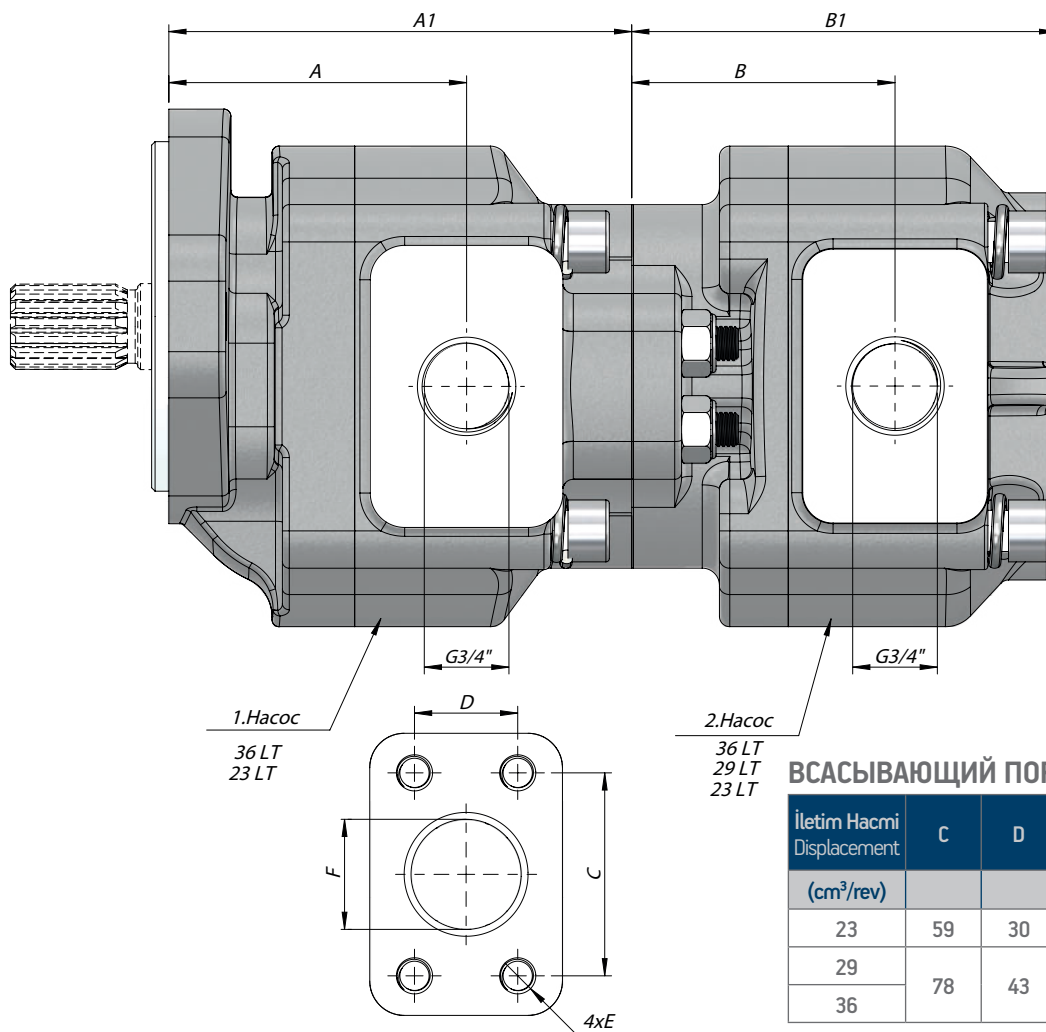 A1
B1
A
B
G3/4"
G3/4"
1.Насос
36 LT
23 LT
2.Насос
36 LT
29 LT
23 LT
D
F
C
4xE
ВСАСЫВАЮЩИЙ
İletim Hacmi C D
Displacement
(cm³/rev)
23 59 30
29
78 43
36